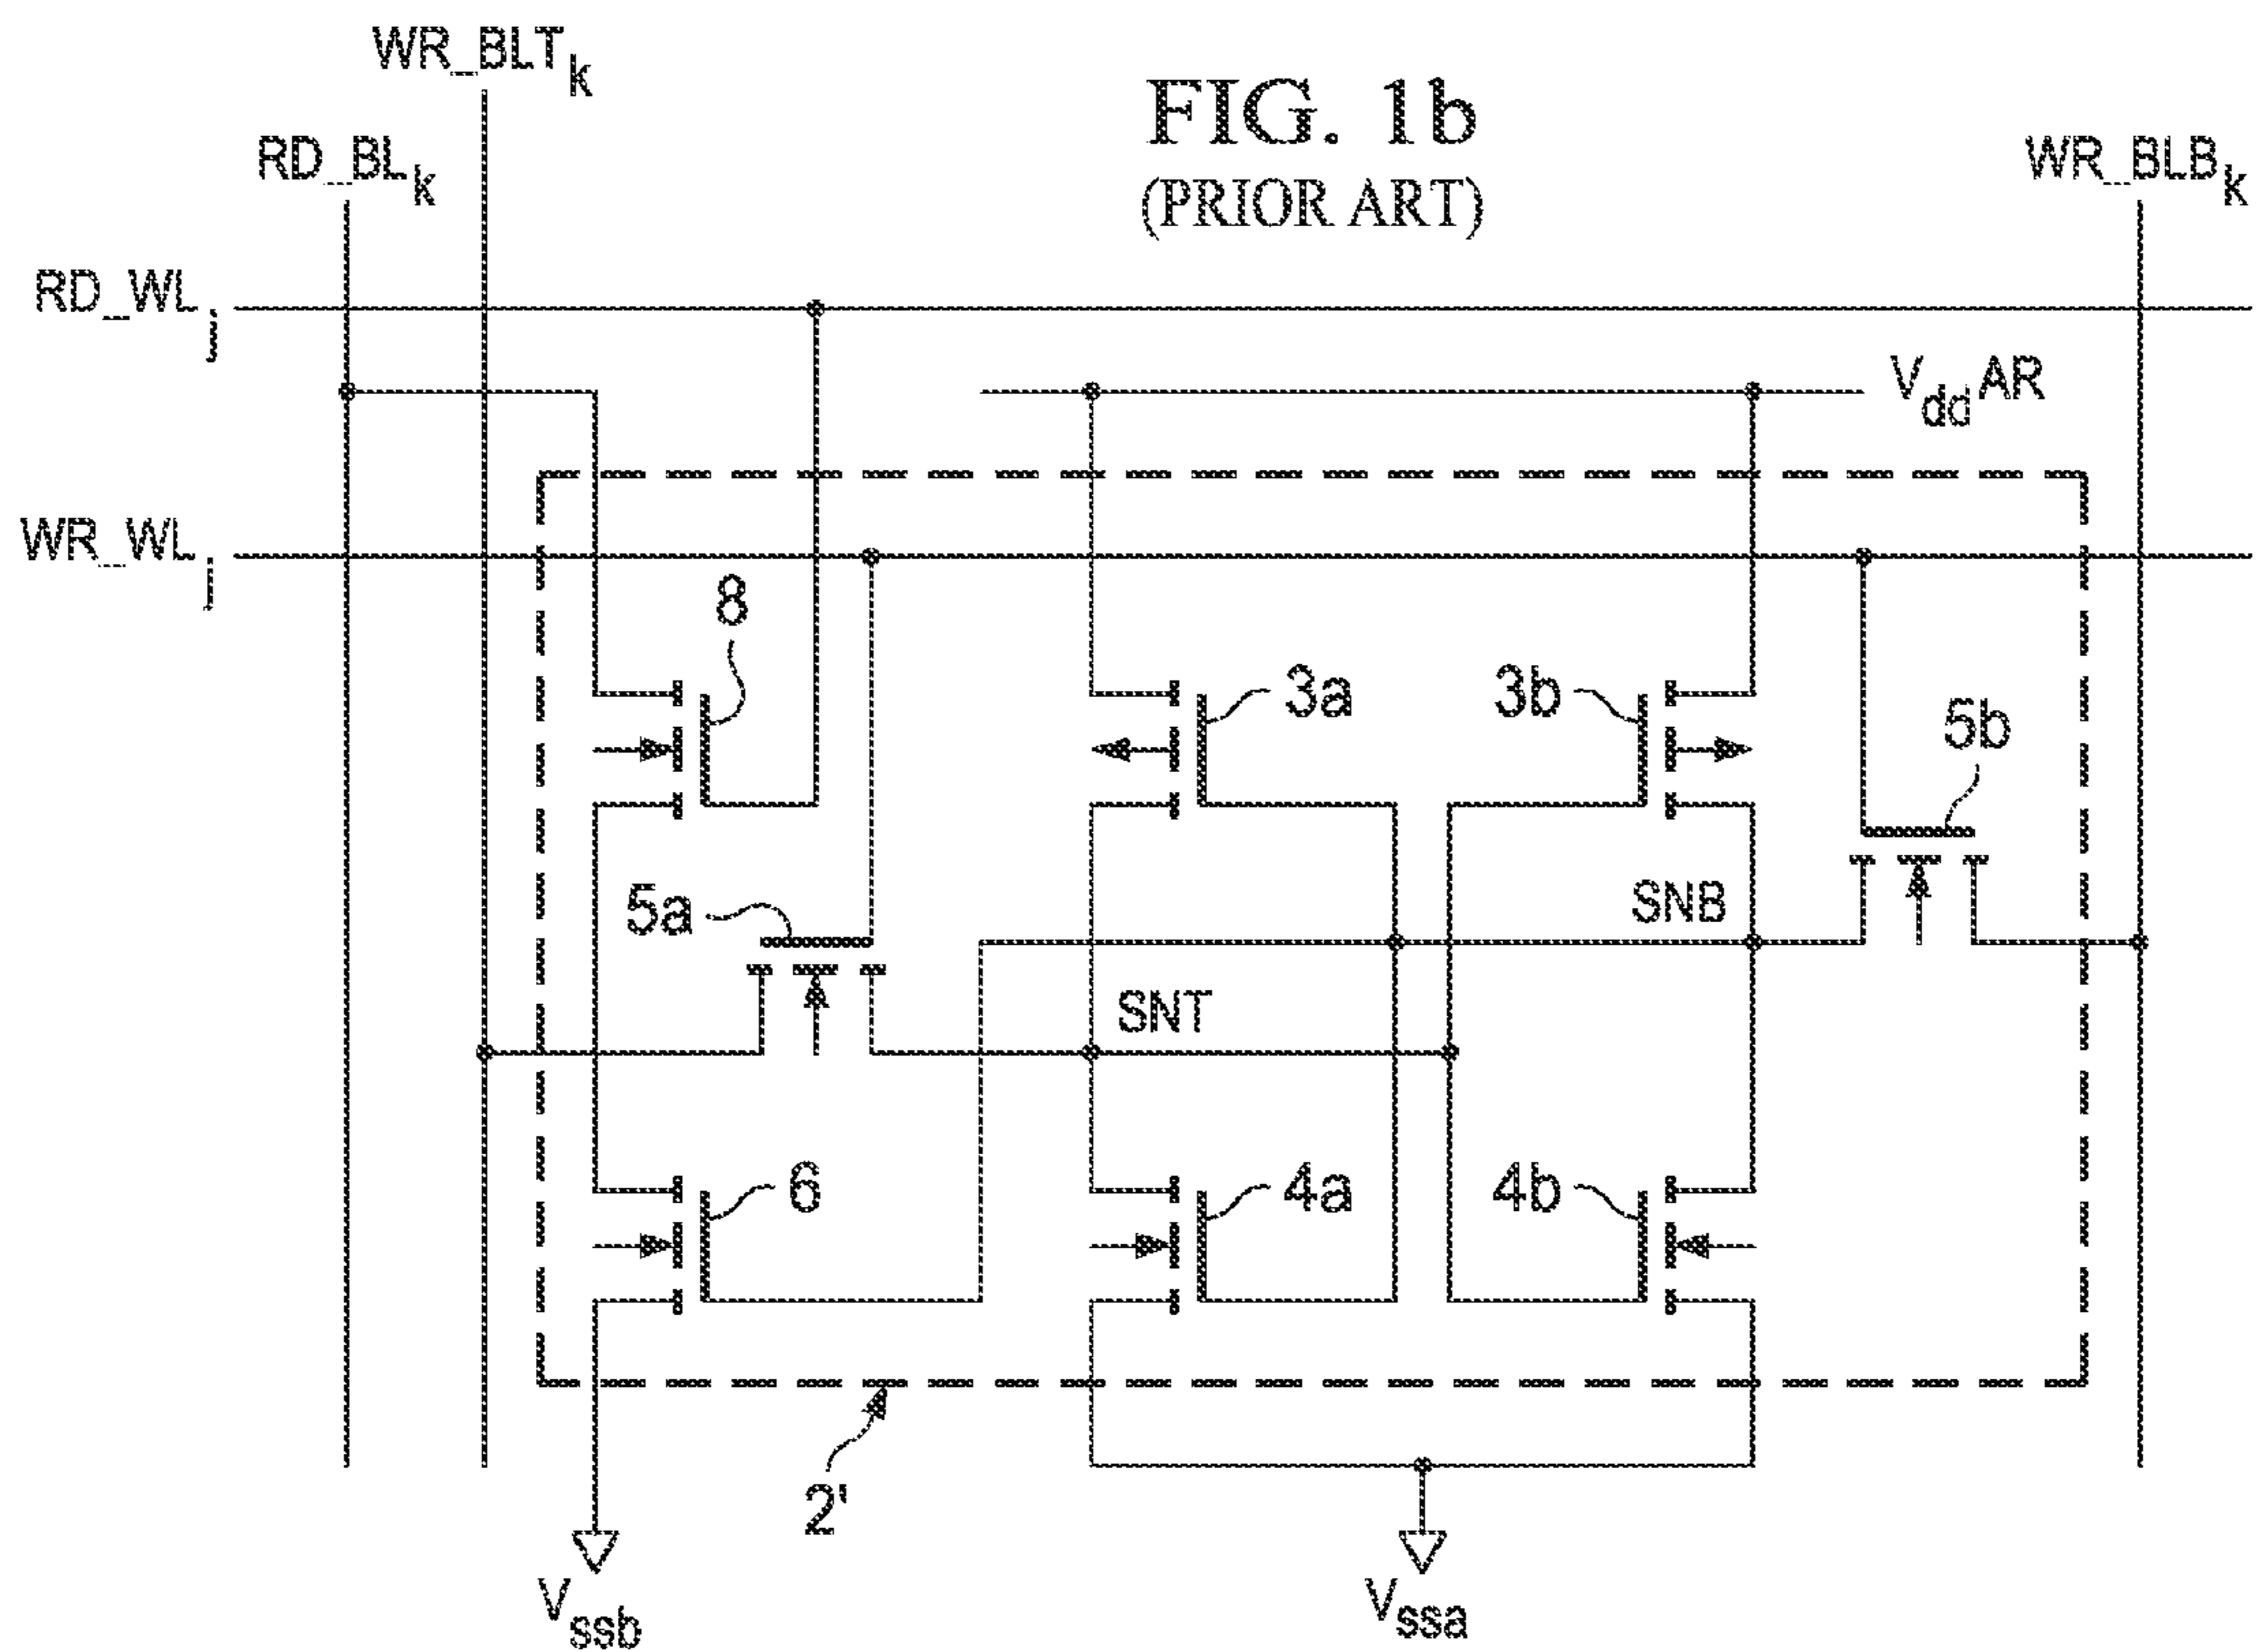 FIG. 1b
(PRIOR ART)
WR_BLTk
RD_BLk
WR_BLBk
RD_WLj
VddAR
WR_WLj
8
3a
3b
5b
5a
SNB
SNT
6
4a
4b
2'
Vssb
Vssa